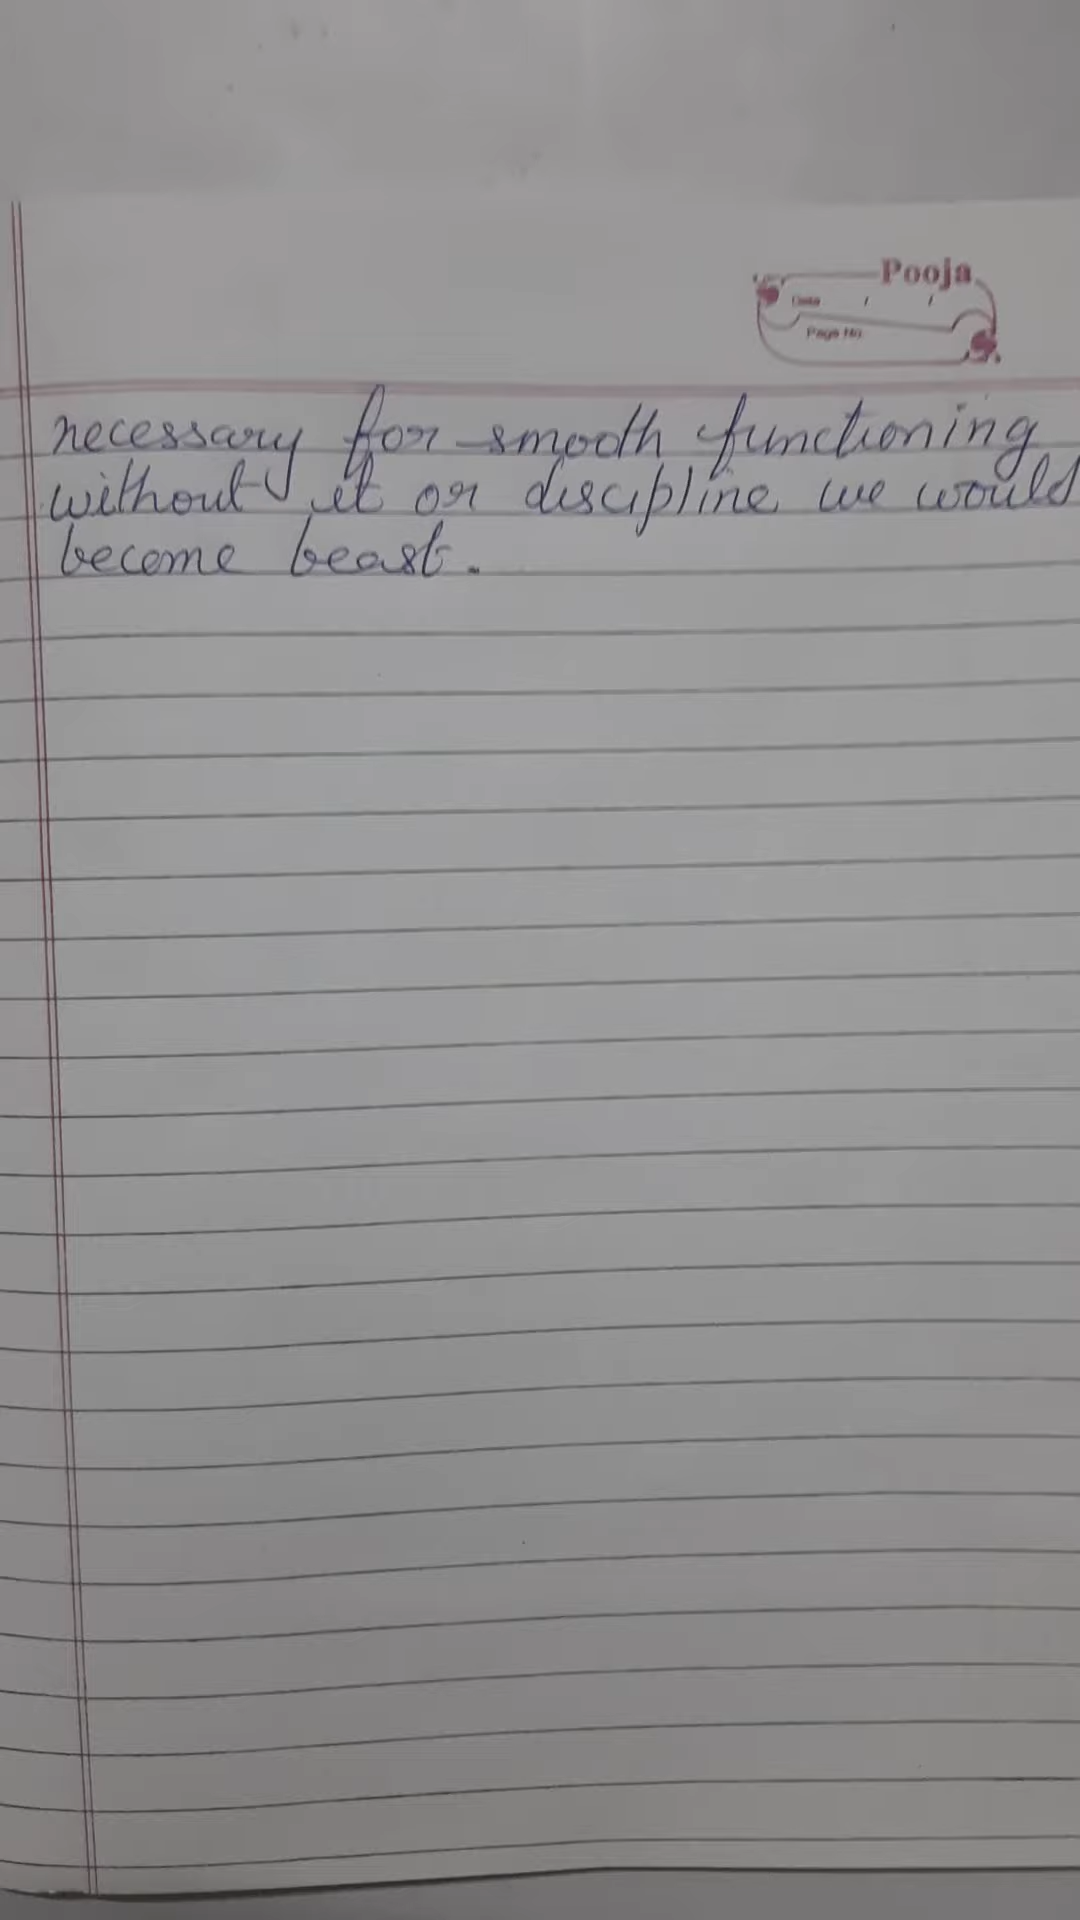 Pooja
Date / /
Page No.
necessary for smooth functioning
without it or discipline we would
become beast.